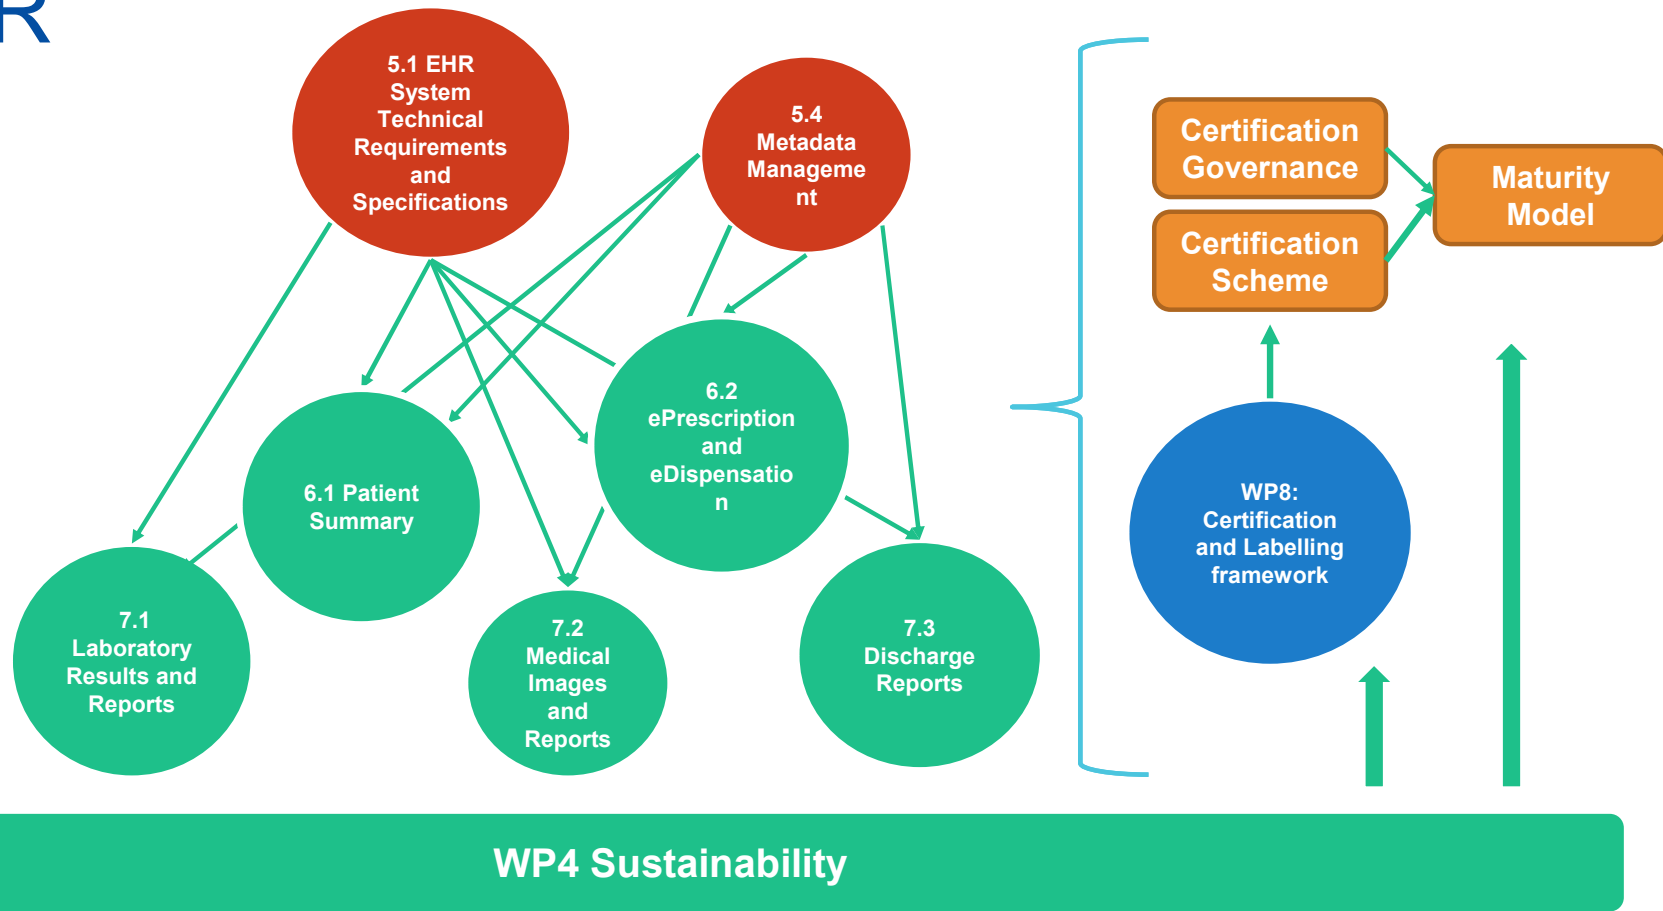 R
5.1 EHR
System
Technical
Requirements
and
Specifications
5.4
Metadata
Manageme
nt
Certification
Governance
Maturity
Model
Certification
Scheme
6.2
ePrescription
and
eDispensatio
n
6.1 Patient
Summary
WP8:
Certification
and Labelling
framework
7.1
Laboratory
Results and
Reports
7.2
Medical
Images
and
Reports
7.3
Discharge
Reports
WP4 Sustainability